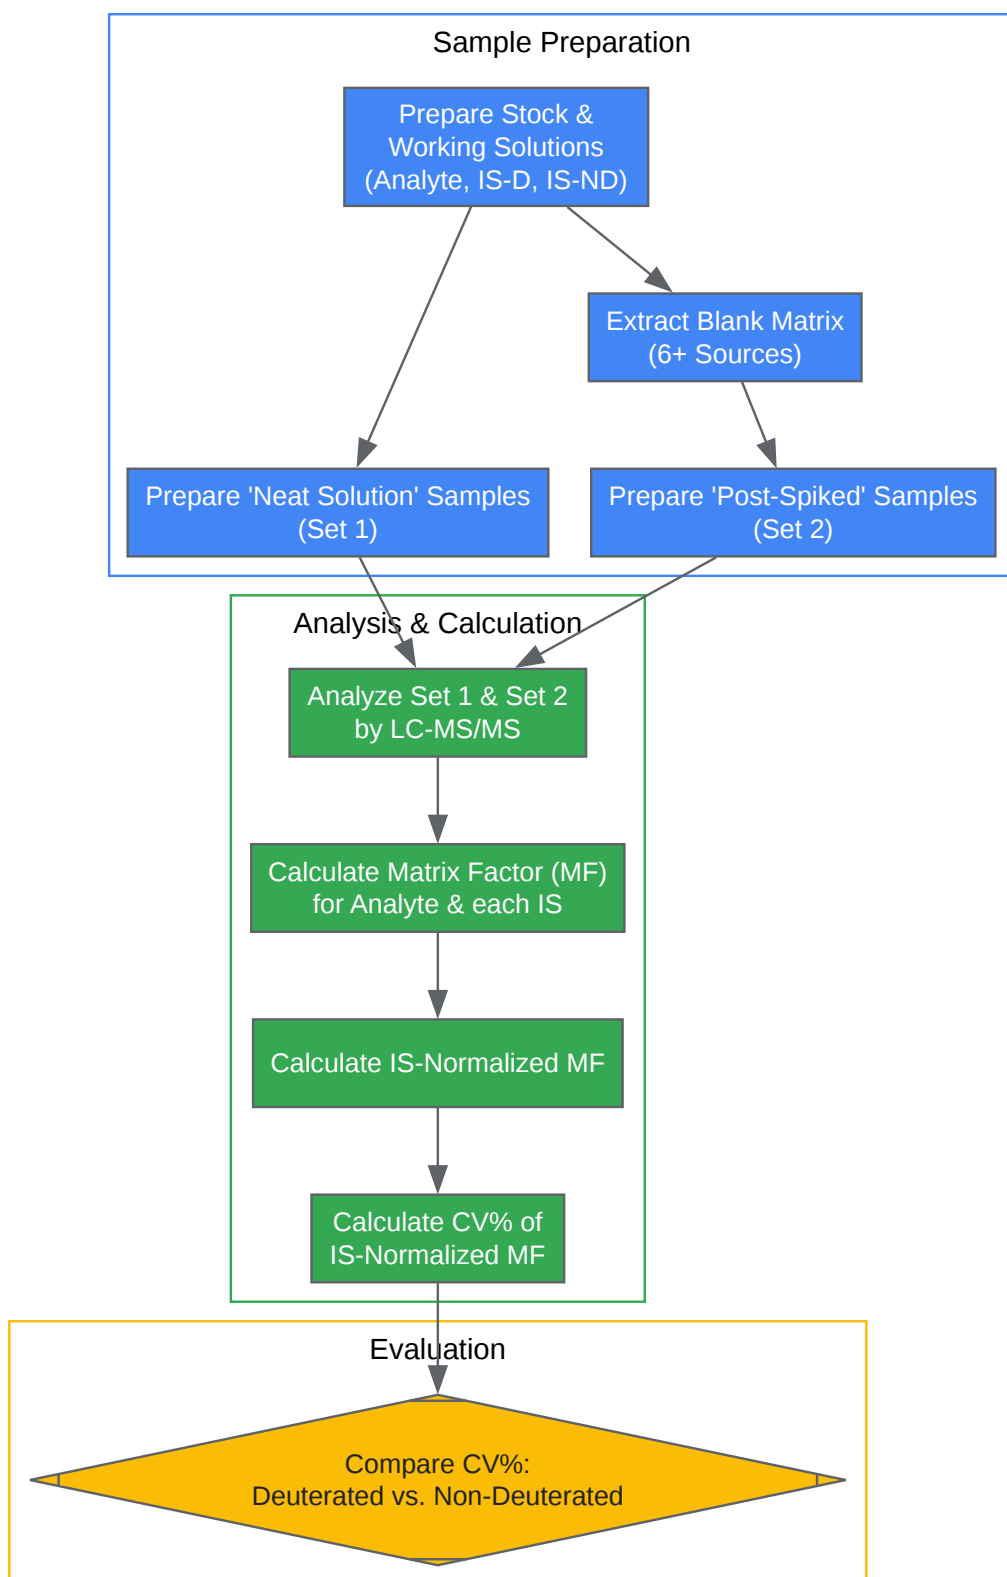 Sample Preparation
Prepare Stock &
Working Solutions
(Analyte, IS-D, IS-ND)
Extract Blank Matrix
(6+ Sources)
Prepare 'Neat Solution' Samples
(Set 1)
Prepare 'Post-Spiked' Samples
(Set 2)
Analysis & Calculation
Analyze Set 1 & Set 2
by LC-MS/MS
Calculate Matrix Factor (MF)
for Analyte & each IS
Calculate IS-Normalized MF
Calculate CV% of
IS-Normalized MF
Evaluation
Compare CV%:
Deuterated vs. Non-Deuterated